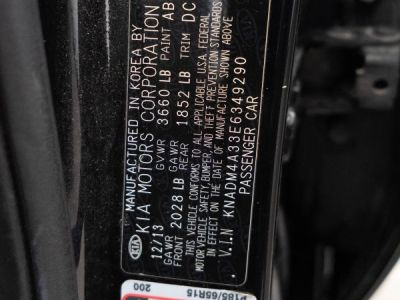 MANUFACTURED IN KOREA BY
KIA MOTORS CORPORATION
12/13 GVWR 3660 LB PAINT AB
GAWR FRONT 2028 LB GAWR REAR 1852 LB TRIM DC
THIS VEHICLE CONFORMS TO ALL APPLICABLE U.S.A FEDERAL
MOTOR VEHICLE SAFETY, BUMPER, AND THEFT PREVENTION STANDARDS
IN EFFECT ON THE DATE OF MANUFACTURE SHOWN ABOVE
V.I.N KNADM4A33E6349290
PASSENGER CAR
KIA
P185/65R15
200